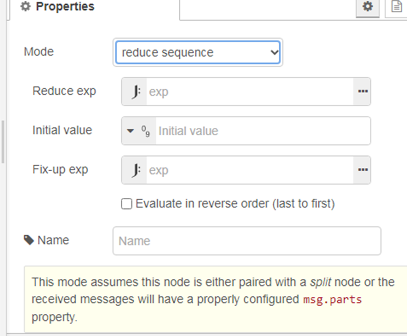 Properties
Mode
reduce sequence
Reduce exp
J: exp
Initial value
09 Initial value
Fix-up exp
J: exp
Evaluate in reverse order (last to first)
Name
Name
This mode assumes this node is either paired with a split node or the
received messages will have a properly configured msg.parts
property.